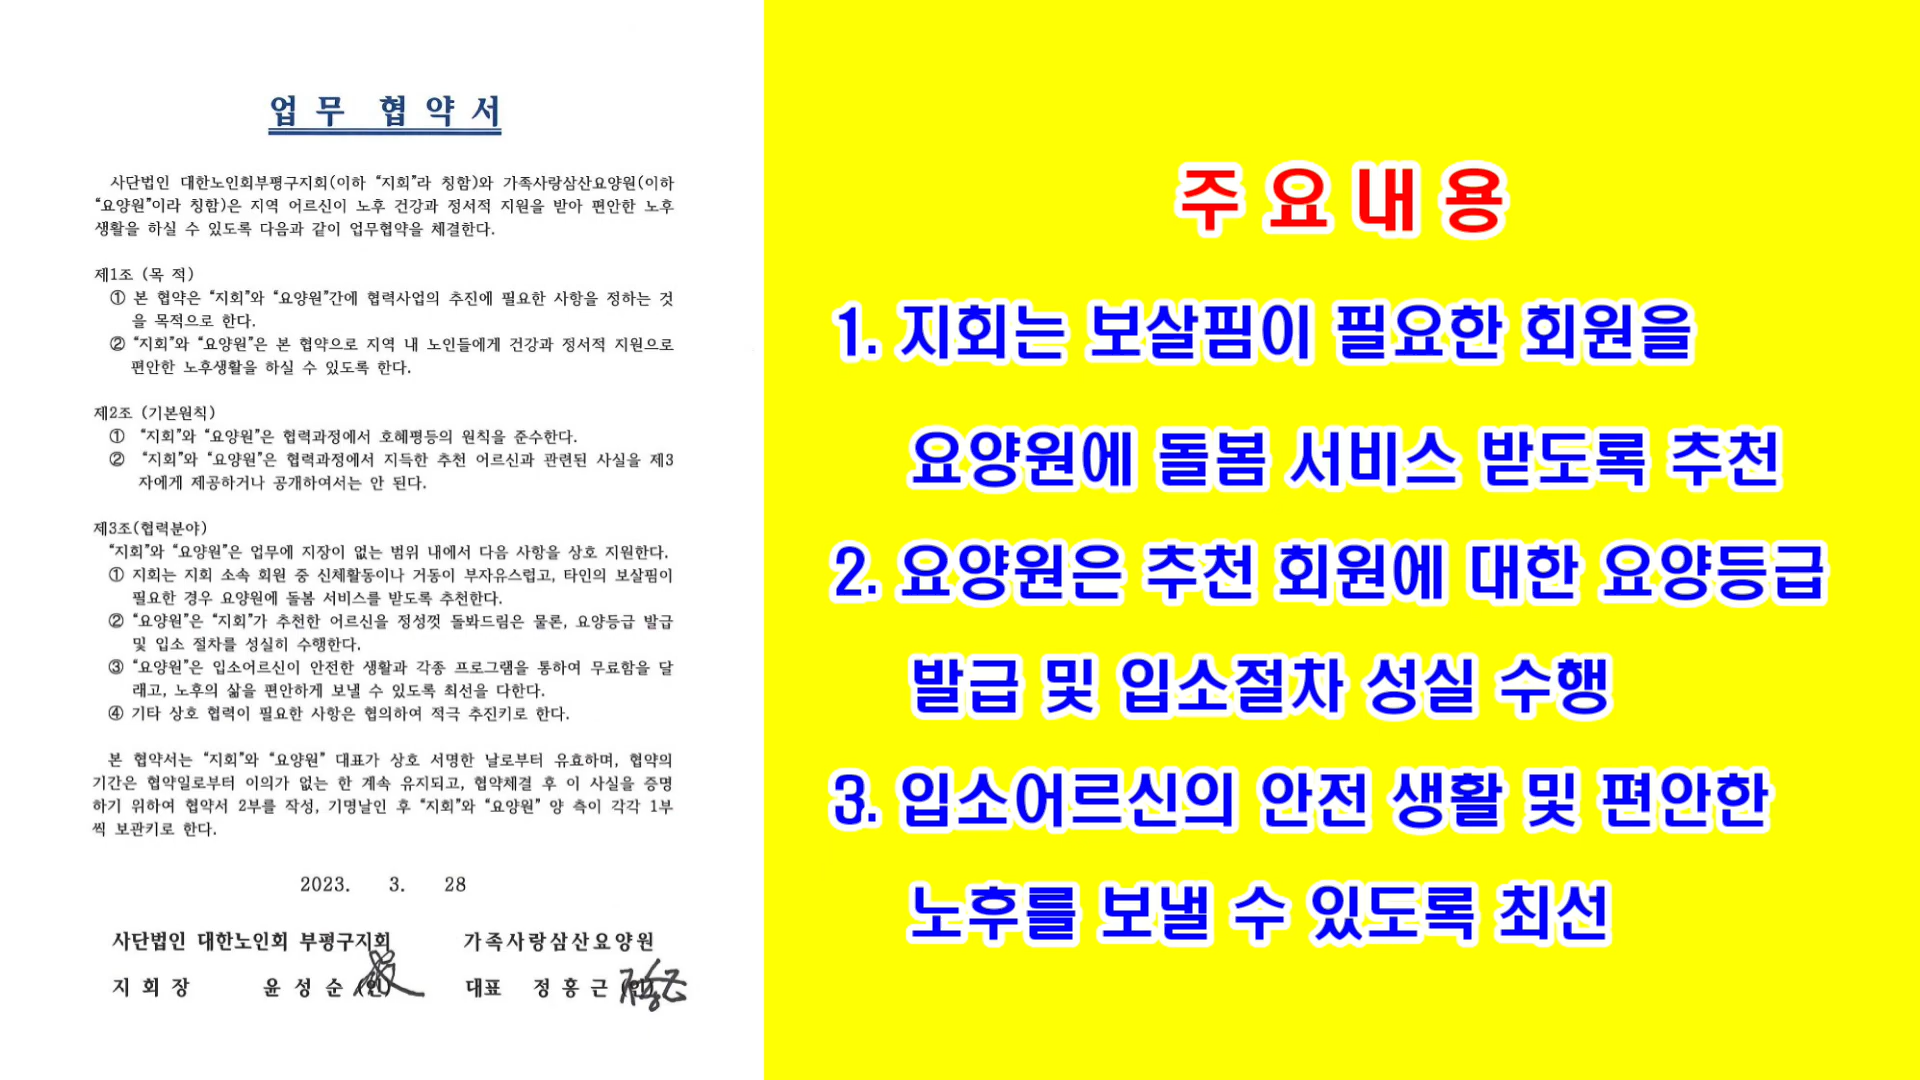 업 무 협 약 서
사단법인 대한노인회부평구지회(이하 “지회”라 칭함)와 가족사랑삼산요양원(이하
“요양원”이라 칭함)은 지역 어르신이 노후 건강과 정서적 지원을 받아 편안한 노후
생활을 하실 수 있도록 다음과 같이 업무협약을 체결한다.
제1조 (목 적)
① 본 협약은 “지회”와 “요양원”간에 협력사업의 추진에 필요한 사항을 정하는 것
을 목적으로 한다.
② “지회”와 “요양원”은 본 협약으로 지역 내 노인들에게 건강과 정서적 지원으로
편안한 노후생활을 하실 수 있도록 한다.
제2조 (기본원칙)
① “지회”와 “요양원”은 협력과정에서 호혜평등의 원칙을 준수한다.
② “지회”와 “요양원”은 협력과정에서 지득한 추천 어르신과 관련된 사실을 제3
자에게 제공하거나 공개하여서는 안 된다.
제3조(협력분야)
“지회”와 “요양원”은 업무에 지장이 없는 범위 내에서 다음 사항을 상호 지원한다.
① 지회는 지회 소속 회원 중 신체활동이나 거동이 부자유스럽고, 타인의 보살핌이
필요한 경우 요양원에 돌봄 서비스를 받도록 추천한다.
② “요양원”은 “지회”가 추천한 어르신을 정성껏 돌봐드림은 물론, 요양등급 발급
및 입소 절차를 성실히 수행한다.
③ “요양원”은 입소어르신이 안전한 생활과 각종 프로그램을 통하여 무료함을 달
래고, 노후의 삶을 편안하게 보낼 수 있도록 최선을 다한다.
④ 기타 상호 협력이 필요한 사항은 협의하여 적극 추진키로 한다.
본 협약서는 “지회”와 “요양원” 대표가 상호 서명한 날로부터 유효하며, 협약의
기간은 협약일로부터 이의가 없는 한 계속 유지되고, 협약체결 후 이 사실을 증명
하기 위하여 협약서 2부를 작성, 기명날인 후 “지회”와 “요양원” 양 측이 각각 1부
씩 보관키로 한다.
2023. 3. 28
사단법인 대한노인회 부평구지회
지 회 장 윤 성 순 (인)
가족사랑삼산요양원
대표 정 홍 근 (인)
주요내용
1. 지회는 보살핌이 필요한 회원을
요양원에 돌봄 서비스 받도록 추천
2. 요양원은 추천 회원에 대한 요양등급
발급 및 입소절차 성실 수행
3. 입소어르신의 안전 생활 및 편안한
노후를 보낼 수 있도록 최선